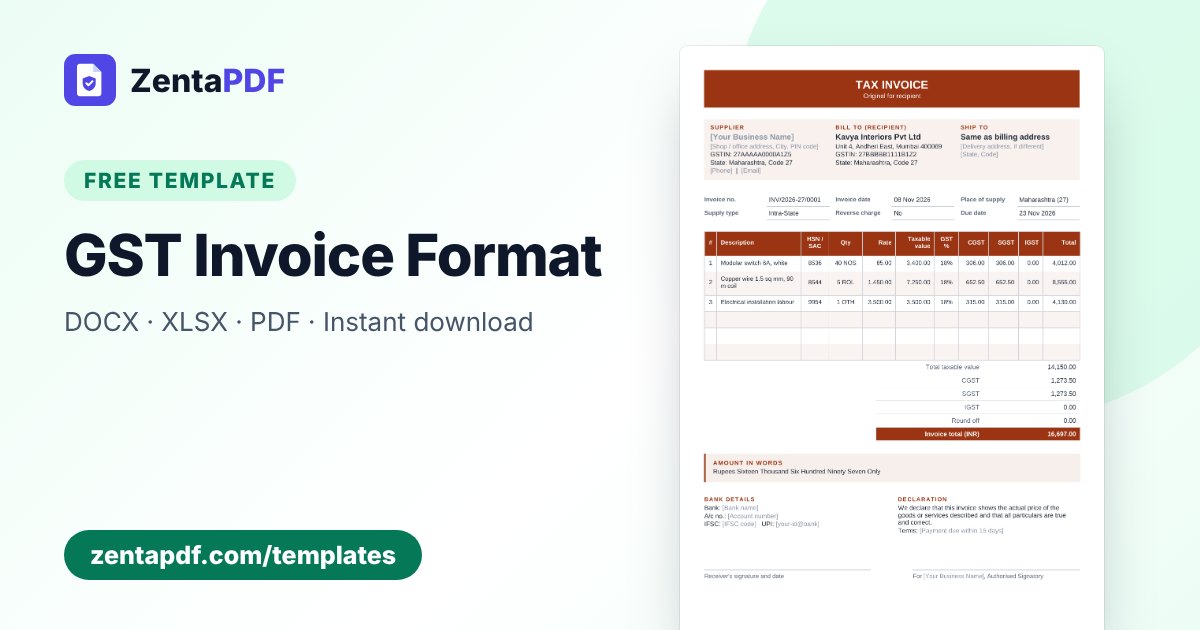 ZentaPDF
FREE TEMPLATE
GST Invoice Format
DOCX · XLSX · PDF · Instant download
zentapdf.com/templates
TAX INVOICE
Original for recipient
SUPPLIER
[Your Business Name]
[Shop / office address, City, PIN code]
GSTIN: 27AAAAA0000A1Z5
State: Maharashtra, Code 27
[Phone] | [Email]
BILL TO (RECIPIENT)
Kavya Interiors Pvt Ltd
Unit 4, Andheri East, Mumbai 400069
GSTIN: 27BBBBB1111B1Z2
State: Maharashtra, Code 27
SHIP TO
Same as billing address
[Delivery address, if different]
[State, Code]
Invoice no. INV/2026-27/0001 Invoice date 08 Nov 2026 Place of supply Maharashtra (27)
Supply type Intra-State Reverse charge No Due date 23 Nov 2026
# Description HSN / SAC Qty Rate Taxable value GST % CGST SGST IGST Total
1 Modular switch 6A, white 8536 40 NOS 85.00 3,400.00 18% 306.00 306.00 0.00 4,012.00
2 Copper wire 1.5 sq mm, 90 m coil 8544 5 ROL 1,450.00 7,250.00 18% 652.50 652.50 0.00 8,555.00
3 Electrical installation labour 9954 1 OTH 3,500.00 3,500.00 18% 315.00 315.00 0.00 4,130.00
Total taxable value 14,150.00
CGST 1,273.50
SGST 1,273.50
IGST 0.00
Round off 0.00
Invoice total (INR) 16,697.00
AMOUNT IN WORDS
Rupees Sixteen Thousand Six Hundred Ninety Seven Only
BANK DETAILS
Bank: [Bank name]
A/c no.: [Account number]
IFSC: [IFSC code] UPI: [your-id@bank]
DECLARATION
We declare that this invoice shows the actual price of the
goods or services described and that all particulars are true
and correct.
Terms: [Payment due within 15 days]
Receiver's signature and date
For [Your Business Name], Authorised Signatory